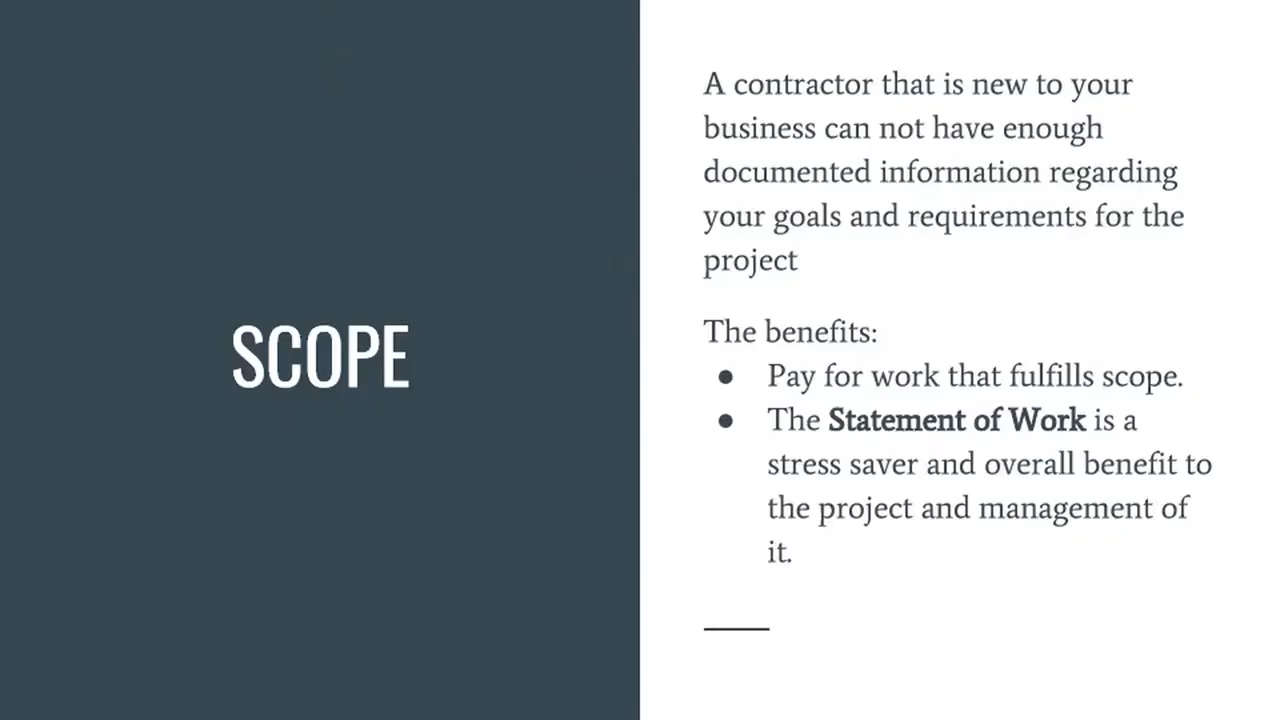 SCOPE
A contractor that is new to your
business can not have enough
documented information regarding
your goals and requirements for the
project
The benefits:
● Pay for work that fulfills scope.
● The Statement of Work is a
stress saver and overall benefit to
the project and management of
it.